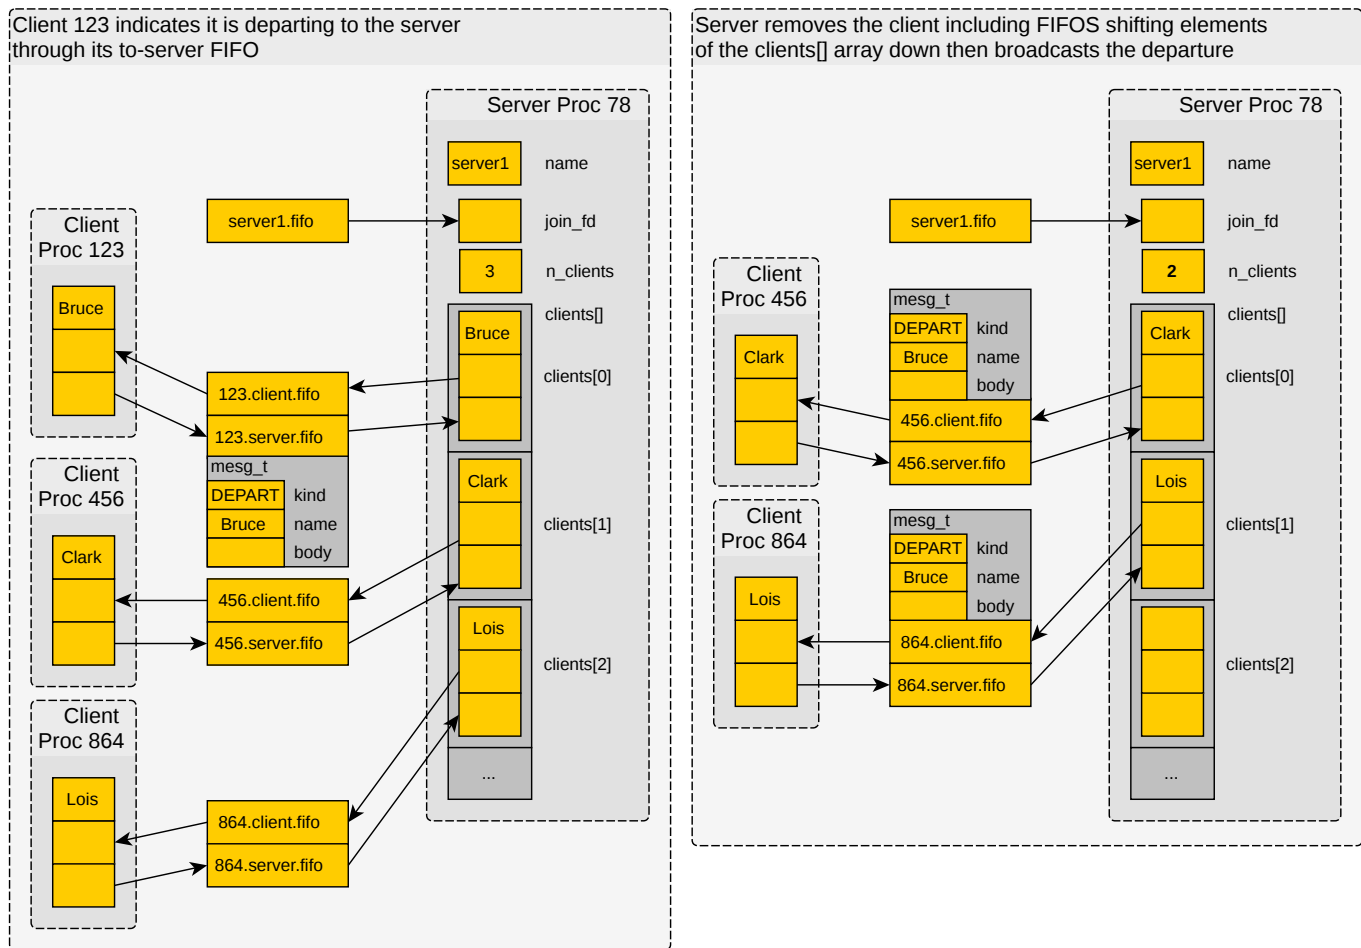 Client 123 indicates it is departing to the server
through its to-server FIFO
Server Proc 78
server1
name
server1.fifo
join_fd
3
n_clients
clients[]
Client
Proc 123
Bruce
Bruce
clients[0]
123.client.fifo
123.server.fifo
mesg_t
DEPART
kind
Bruce
name
body
Client
Proc 456
Clark
Clark
clients[1]
456.client.fifo
456.server.fifo
Lois
clients[2]
Client
Proc 864
Lois
864.client.fifo
864.server.fifo
...
Server removes the client including FIFOS shifting elements
of the clients[] array down then broadcasts the departure
Server Proc 78
server1
name
server1.fifo
join_fd
2
n_clients
clients[]
Client
Proc 456
Clark
mesg_t
DEPART
kind
Bruce
name
body
Clark
clients[0]
456.client.fifo
456.server.fifo
Lois
clients[1]
Client
Proc 864
Lois
mesg_t
DEPART
kind
Bruce
name
body
864.client.fifo
864.server.fifo
clients[2]
...